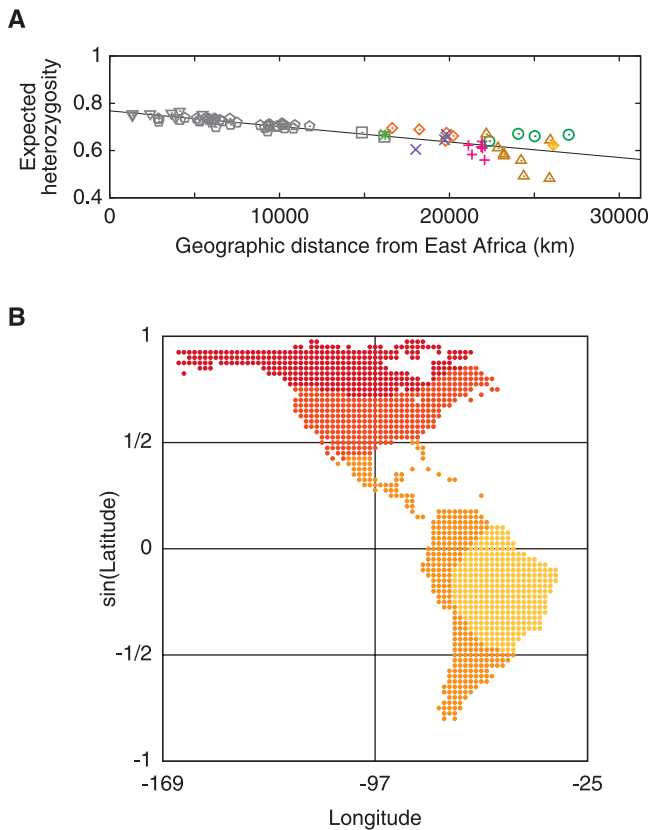 A
Expected
heterozygosity
1
0.8
0.6
0.4
0 10000 20000 30000
Geographic distance from East Africa (km)
B
sin(Latitude)
1
1/2
0
-1/2
-1
-169 -97 -25
Longitude